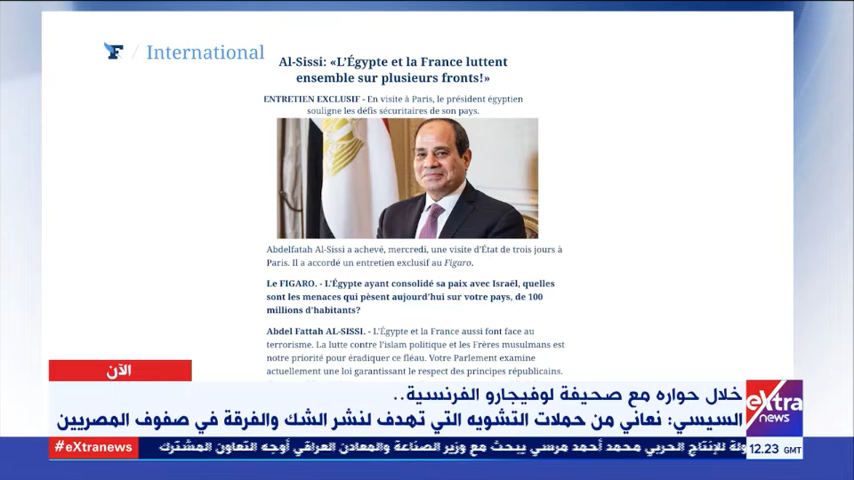 F / International
Al-Sissi: «L’Égypte et la France luttent
ensemble sur plusieurs fronts!»
ENTRETIEN EXCLUSIF - En visite à Paris, le président égyptien
souligne les défis sécuritaires de son pays.
Abdelfatah Al-Sissi a achevé, mercredi, une visite d’État de trois jours à
Paris. Il a accordé un entretien exclusif au Figaro.
Le FIGARO. - L’Égypte ayant consolidé sa paix avec Israël, quelles
sont les menaces qui pèsent aujourd’hui sur votre pays, de 100
millions d’habitants?
Abdel Fattah AL-SISSI. - L’Égypte et la France aussi font face au
terrorisme. La lutte contre l’islam politique et les Frères musulmans est
notre priorité pour éradiquer ce fléau. Votre Parlement examine
actuellement une loi garantissant le respect des principes républicains.
الآن
خلال حواره مع صحيفة لوفيجارو الفرنسية..
السيسي: نعاني من حملات التشويه التي تهدف لنشر الشك والفرقة في صفوف المصريين
eXtra
news
#eXtranews
ولة للإنتاج الحربي محمد أحمد مرسي يبحث مع وزير الصناعة والمعادن العراقي أوجه التعاون المشترك
12.23 GMT